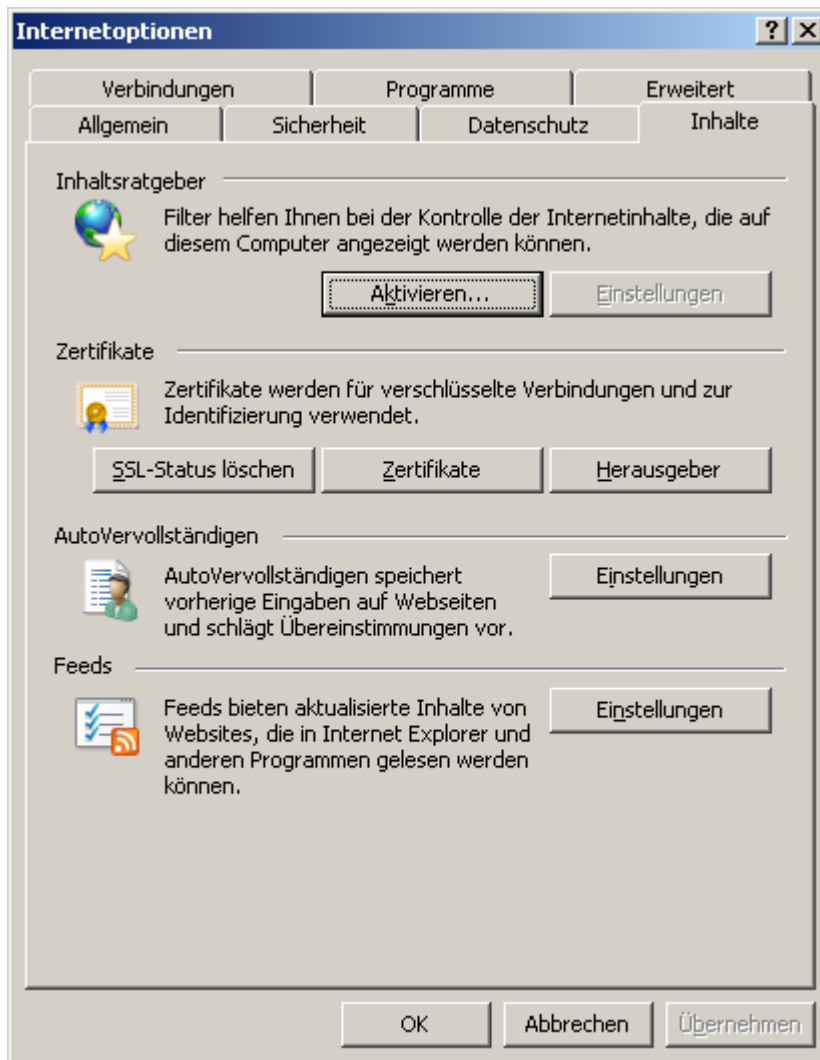 Internetoptionen
Verbindungen Programme Erweitert
Allgemein Sicherheit Datenschutz Inhalte
Inhaltsratgeber
Filter helfen Ihnen bei der Kontrolle der Internetinhalte, die auf
diesem Computer angezeigt werden können.
Aktivieren... Einstellungen
Zertifikate
Zertifikate werden für verschlüsselte Verbindungen und zur
Identifizierung verwendet.
SSL-Status löschen Zertifikate Herausgeber
AutoVervollständigen
AutoVervollständigen speichert
vorherige Eingaben auf Webseiten
und schlägt Übereinstimmungen vor.
Einstellungen
Feeds
Feeds bieten aktualisierte Inhalte von
Websites, die in Internet Explorer und
anderen Programmen gelesen werden
können.
Einstellungen
OK Abbrechen Übernehmen